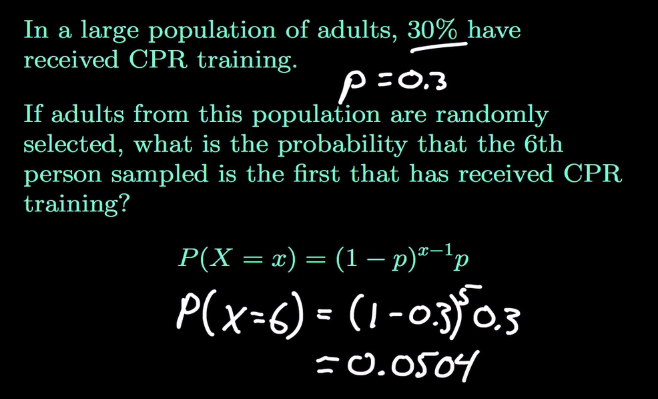 In a large population of adults, 30% have
received CPR training.
p = 0.3
If adults from this population are randomly
selected, what is the probability that the 6th
person sampled is the first that has received CPR
training?
P(X = x) = (1 − p)^{x−1}p
P(X=6) = (1-0.3)^5 0.3
= 0.0504